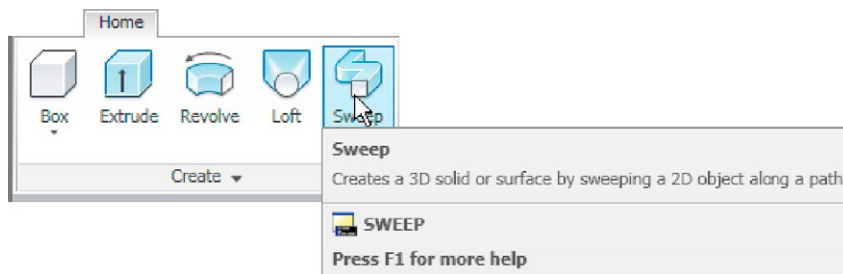 Home
Box Extrude Revolve Loft Sweep
Create
Sweep
Creates a 3D solid or surface by sweeping a 2D object along a path
SWEEP
Press F1 for more help